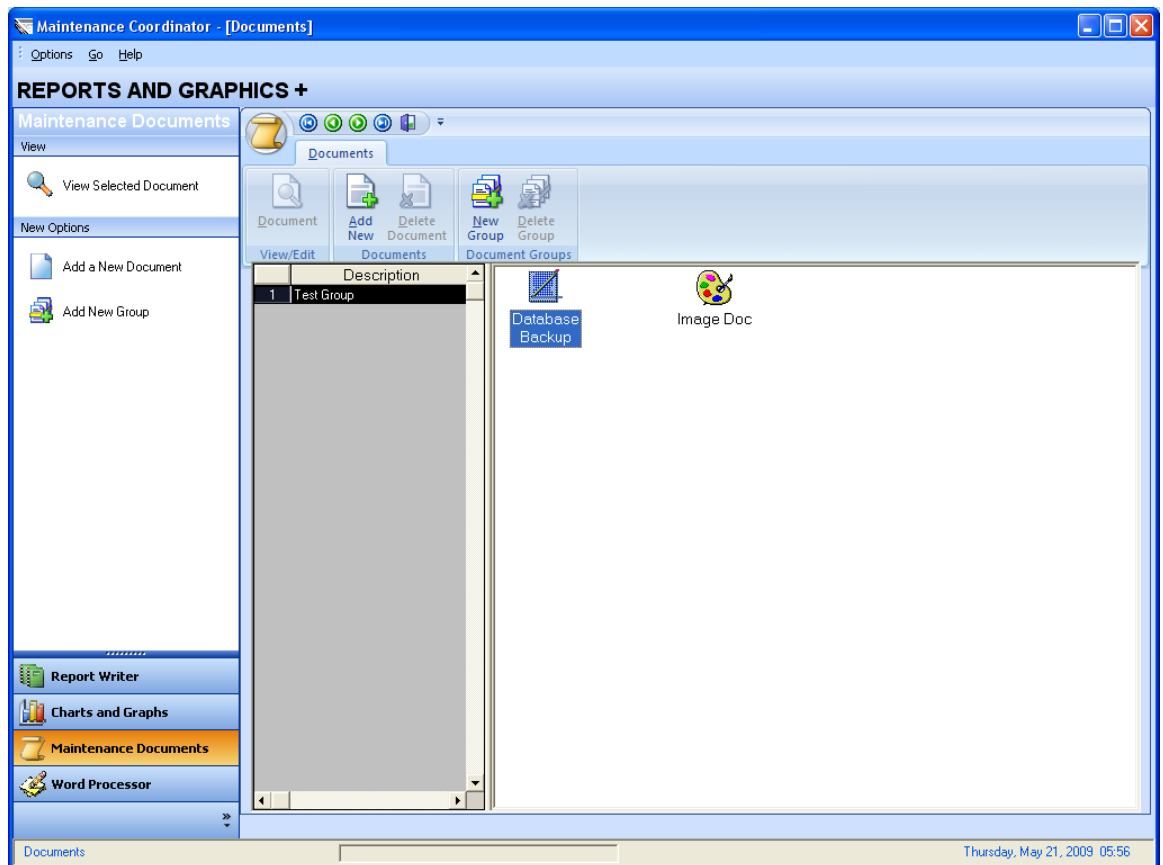 Maintenance Coordinator - [Documents]
Options Go Help
REPORTS AND GRAPHICS +
Maintenance Documents
View
View Selected Document
New Options
Add a New Document
Add New Group
Documents
Document
Add New
Delete Document
New Group
Delete Group
View/Edit
Documents
Document Groups
Description
1 Test Group
Database
Backup
Image Doc
Report Writer
Charts and Graphs
Maintenance Documents
Word Processor
Documents
Thursday, May 21, 2009 05:56